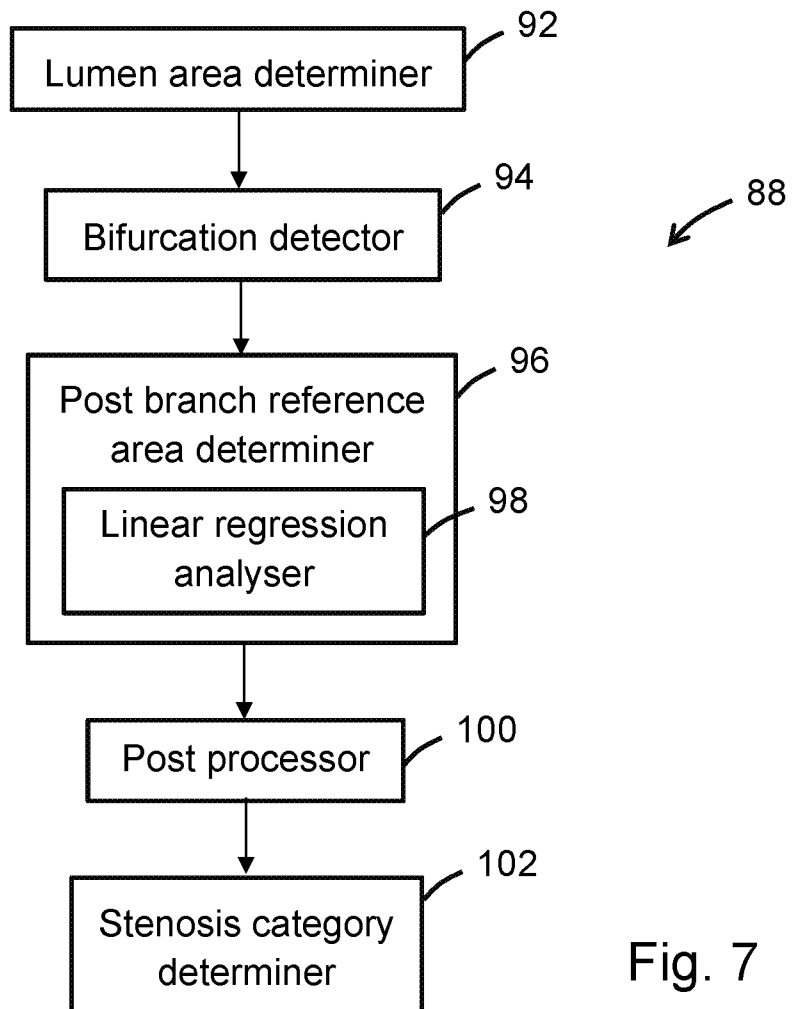 92
Lumen area determiner
94
Bifurcation detector
88
96
Post branch reference
area determiner
98
Linear regression
analyser
100
Post processor
102
Stenosis category
determiner
Fig. 7